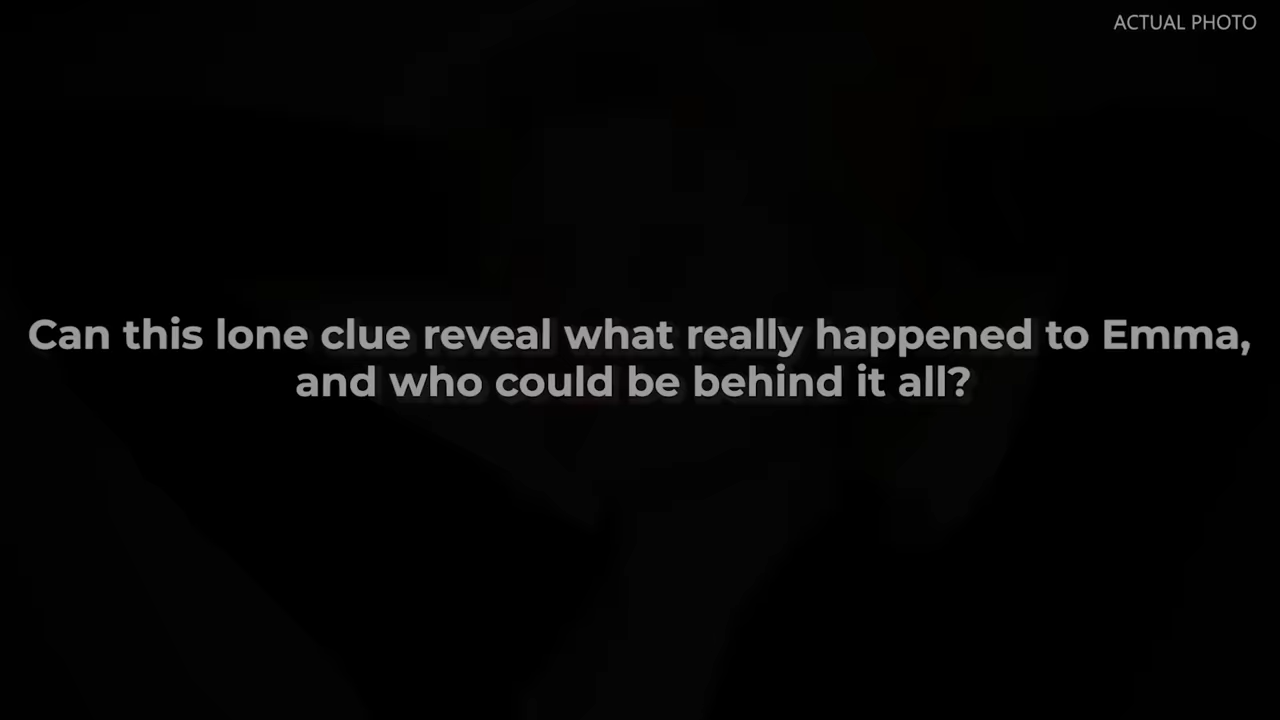 ACTUAL PHOTO
Can this lone clue reveal what really happened to Emma,
and who could be behind it all?